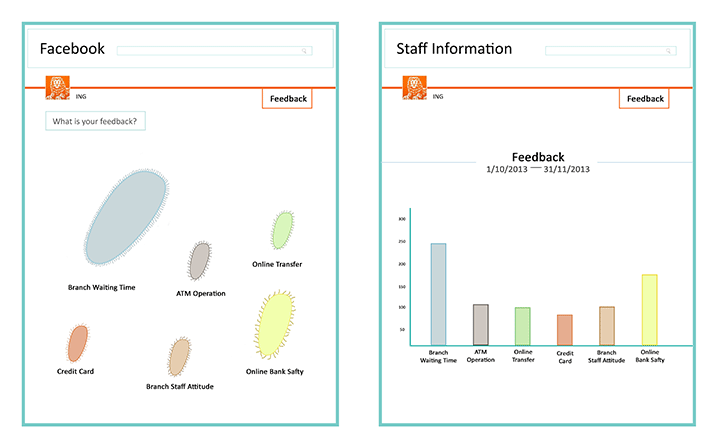 Facebook
ING
Feedback
What is your feedback?
Branch Waiting Time
ATM Operation
Online Transfer
Credit Card
Branch Staff Attitude
Online Bank Safty
Staff Information
ING
Feedback
Feedback
1/10/2013 — 31/11/2013
300
250
200
150
100
50
Branch
Waiting Time
ATM
Operation
Online
Transfer
Credit
Card
Branch
Staff Attitude
Online
Bank Safty